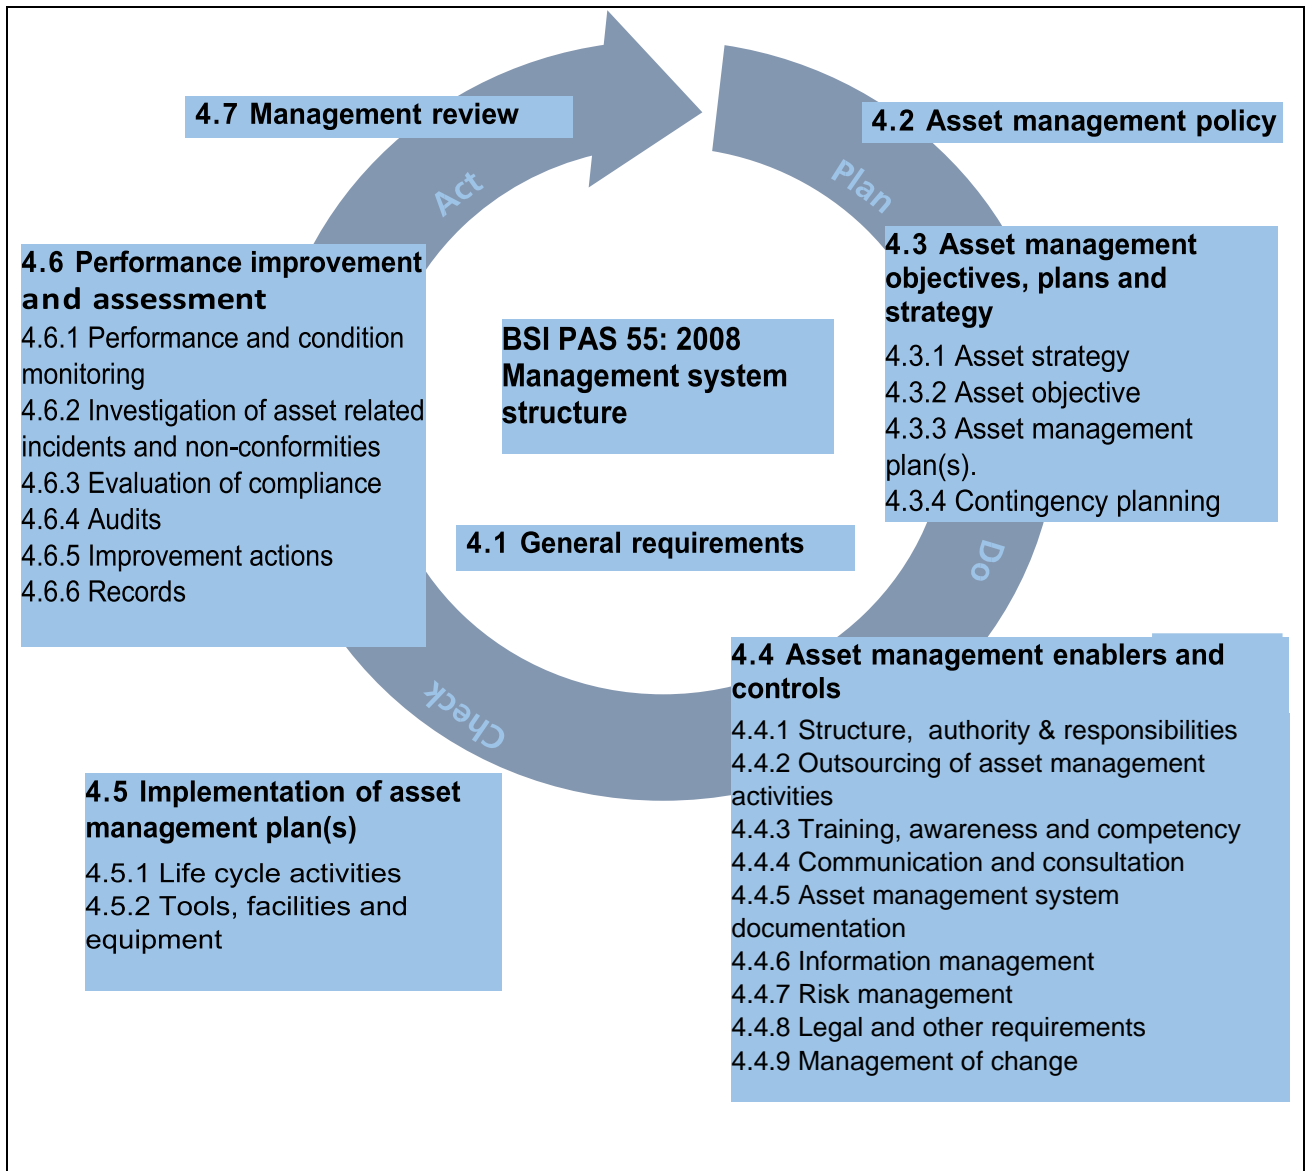 4.7 Management review
4.2 Asset management policy
Act
Plan
4.6 Performance improvement
and assessment
4.6.1 Performance and condition
monitoring
4.6.2 Investigation of asset related
incidents and non-conformities
4.6.3 Evaluation of compliance
4.6.4 Audits
4.6.5 Improvement actions
4.6.6 Records
BSI PAS 55: 2008
Management system
structure
4.1 General requirements
4.3 Asset management
objectives, plans and
strategy
4.3.1 Asset strategy
4.3.2 Asset objective
4.3.3 Asset management
plan(s).
4.3.4 Contingency planning
Do
Check
4.5 Implementation of asset
management plan(s)
4.5.1 Life cycle activities
4.5.2 Tools, facilities and
equipment
4.4 Asset management enablers and
controls
4.4.1 Structure, authority & responsibilities
4.4.2 Outsourcing of asset management
activities
4.4.3 Training, awareness and competency
4.4.4 Communication and consultation
4.4.5 Asset management system
documentation
4.4.6 Information management
4.4.7 Risk management
4.4.8 Legal and other requirements
4.4.9 Management of change